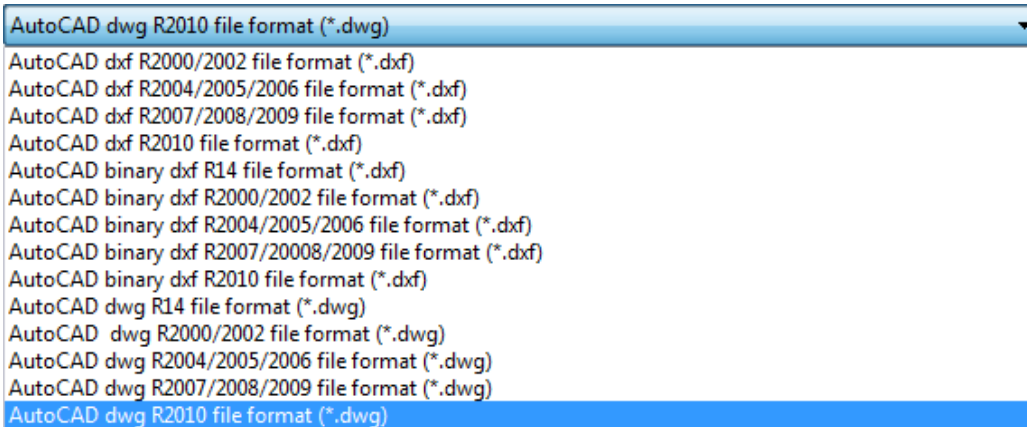 AutoCAD dwg R2010 file format (*.dwg)
AutoCAD dxf R2000/2002 file format (*.dxf)
AutoCAD dxf R2004/2005/2006 file format (*.dxf)
AutoCAD dxf R2007/2008/2009 file format (*.dxf)
AutoCAD dxf R2010 file format (*.dxf)
AutoCAD binary dxf R14 file format (*.dxf)
AutoCAD binary dxf R2000/2002 file format (*.dxf)
AutoCAD binary dxf R2004/2005/2006 file format (*.dxf)
AutoCAD binary dxf R2007/20008/2009 file format (*.dxf)
AutoCAD binary dxf R2010 file format (*.dxf)
AutoCAD dwg R14 file format (*.dwg)
AutoCAD  dwg R2000/2002 file format (*.dwg)
AutoCAD dwg R2004/2005/2006 file format (*.dwg)
AutoCAD dwg R2007/2008/2009 file format (*.dwg)
AutoCAD dwg R2010 file format (*.dwg)